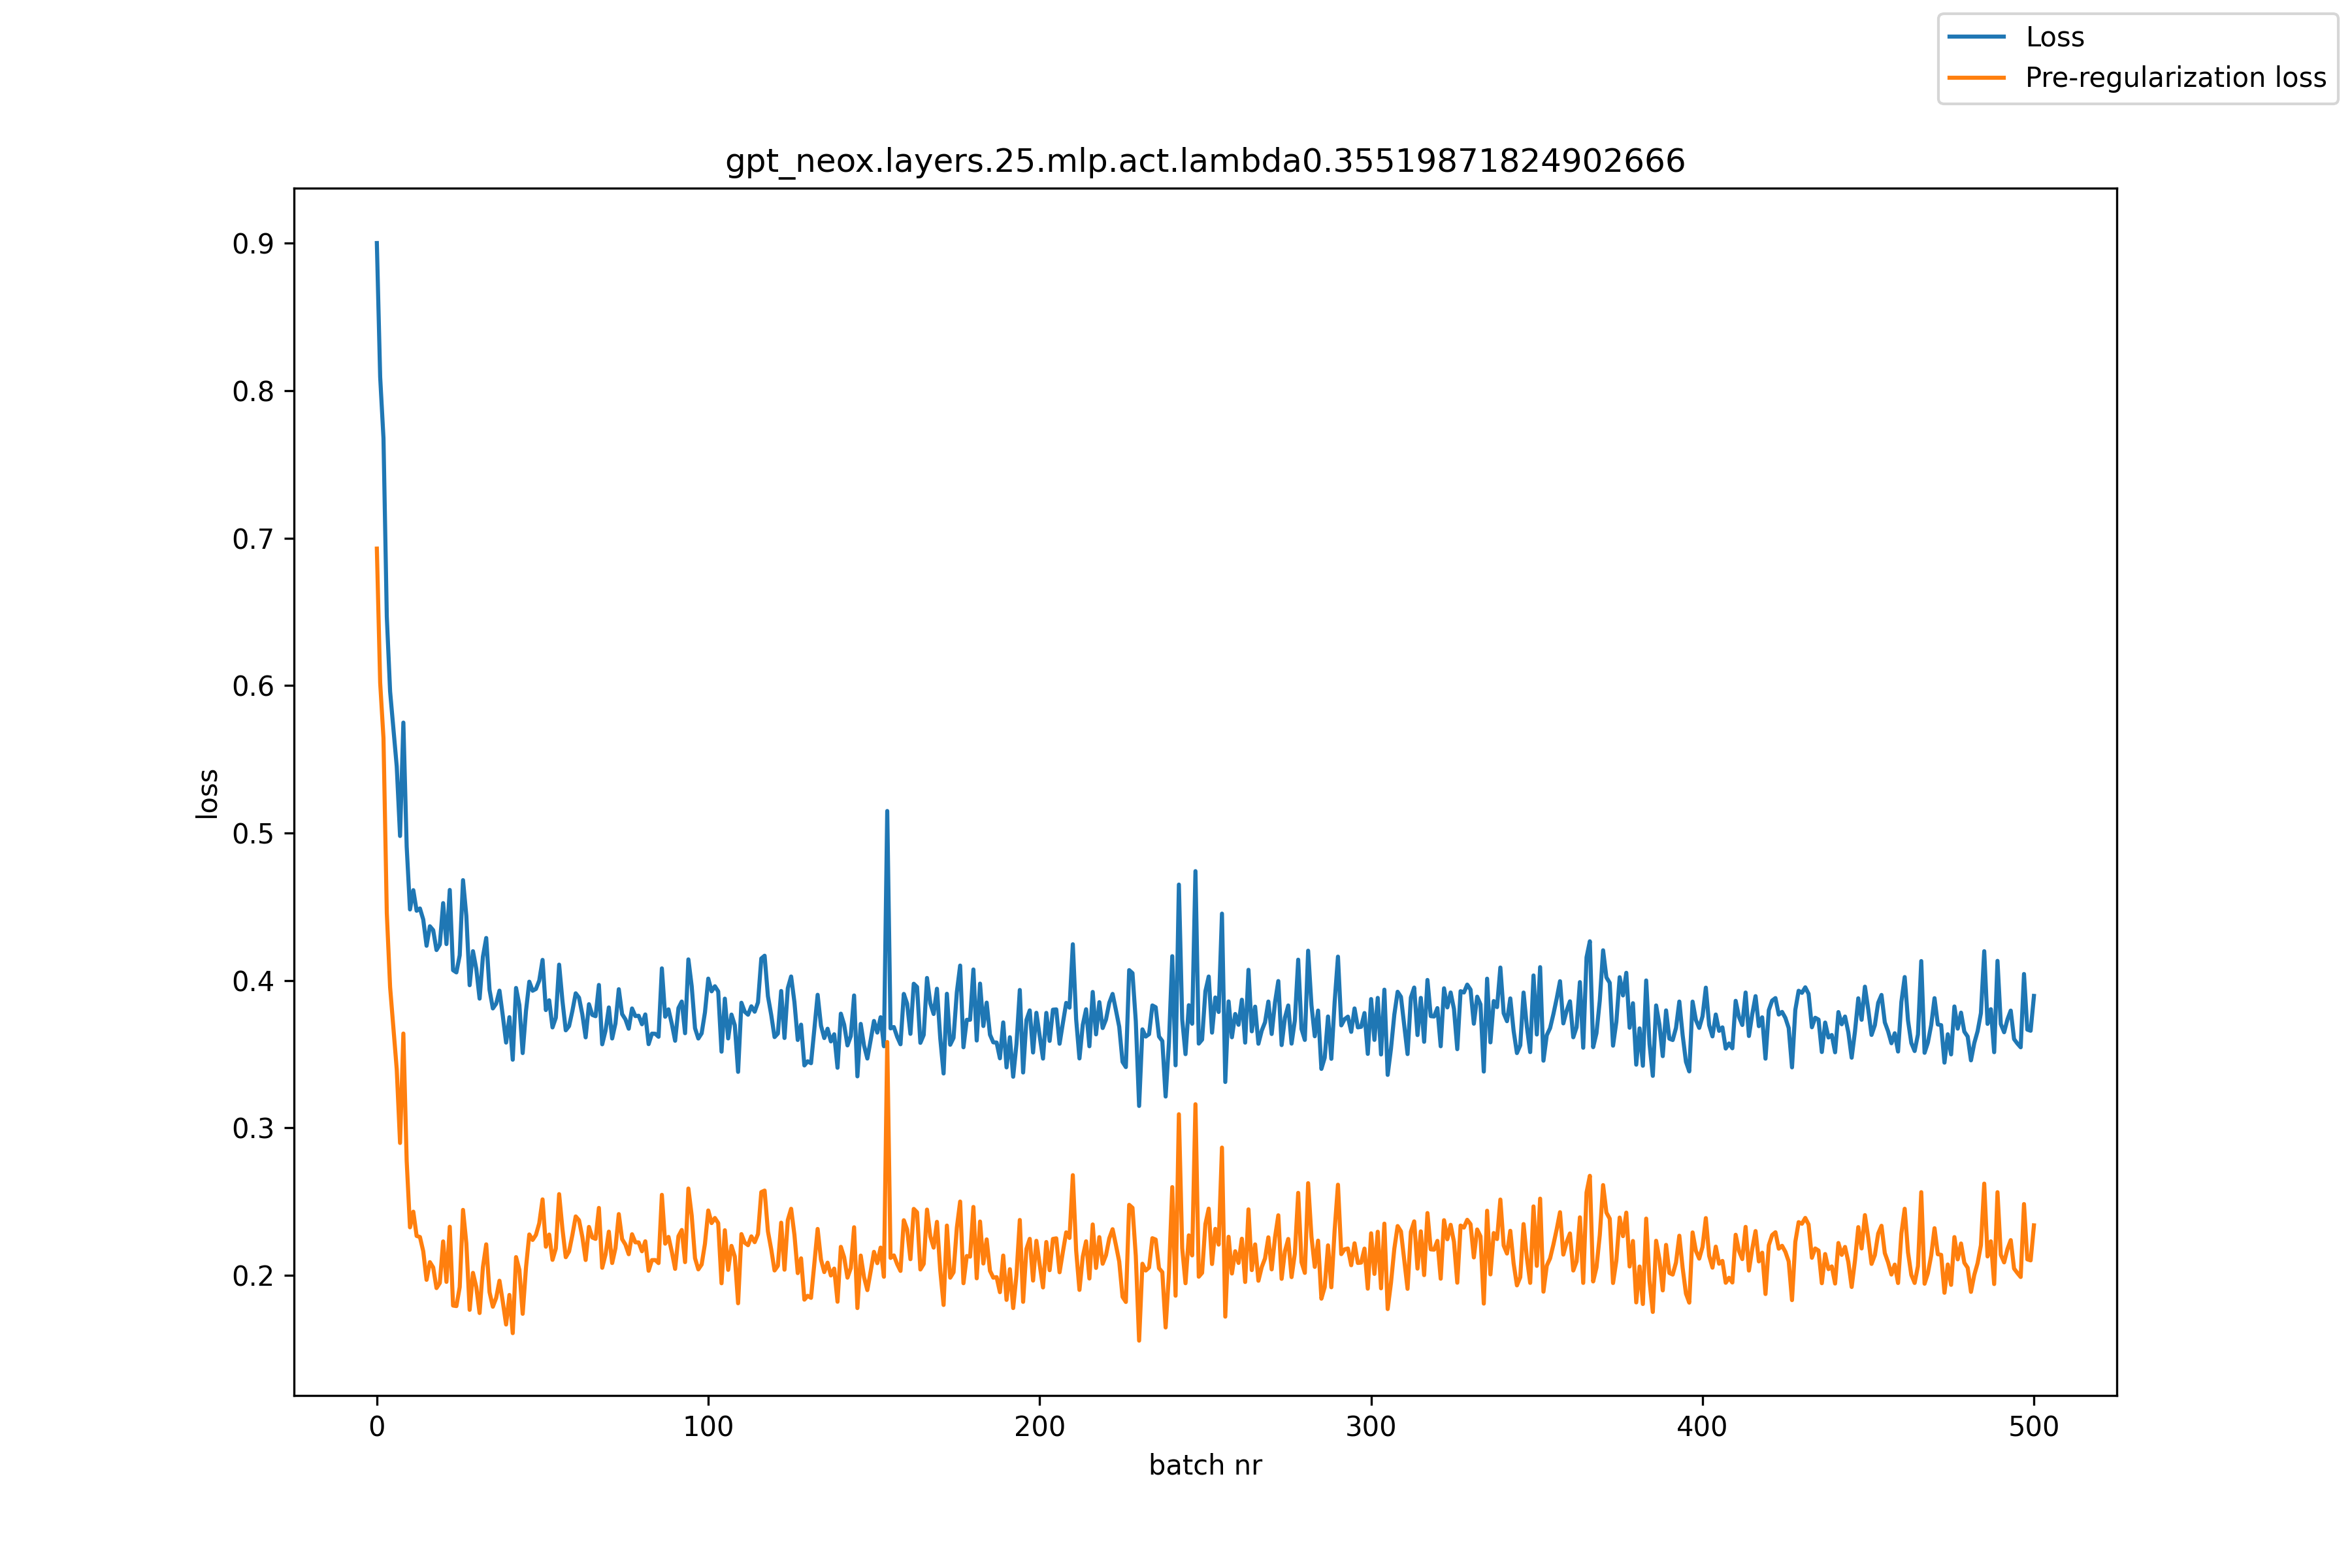 Loss
Pre-regularization loss
gpt_neox.layers.25.mlp.act.lambda0.35519871824902666
0.9
0.8
0.7
0.6
0.5
0.4
0.3
0.2
loss
0 100 200 300 400 500
batch nr